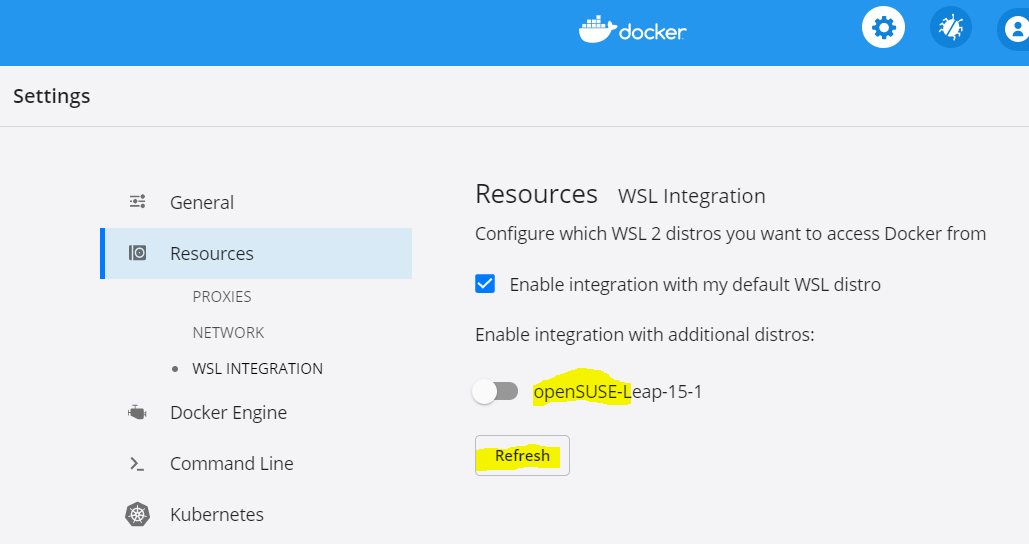 docker
Settings
General
Resources
PROXIES
NETWORK
WSL INTEGRATION
Docker Engine
Command Line
Kubernetes
Resources WSL Integration
Configure which WSL 2 distros you want to access Docker from
Enable integration with my default WSL distro
Enable integration with additional distros:
openSUSE-Leap-15-1
Refresh